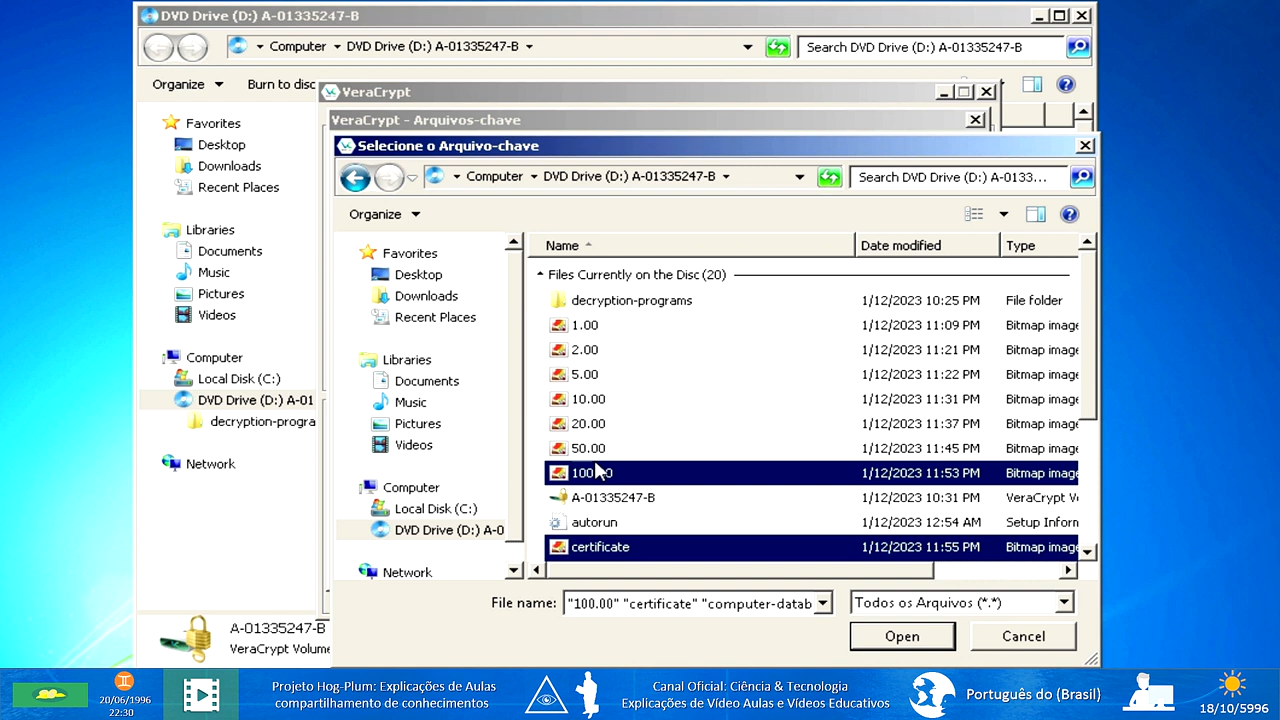 DVD Drive (D:) A-01335247-B
Computer DVD Drive (D:) A-01335247-B
Search DVD Drive (D:) A-01335247-B
Organize
Burn to disc
VeraCrypt
VeraCrypt - Arquivos-chave
Favorites
Desktop
Downloads
Recent Places
Libraries
Documents
Music
Pictures
Videos
Computer
Local Disk (C:)
DVD Drive (D:) A-01
decryption-progra
Network
A-01335247-B
VeraCrypt Volume
Selecione o Arquivo-chave
Computer DVD Drive (D:) A-01335247-B
Search DVD Drive (D:) A-0133...
Organize
Favorites
Desktop
Downloads
Recent Places
Libraries
Documents
Music
Pictures
Videos
Computer
Local Disk (C:)
DVD Drive (D:) A-0
Network
Name Date modified Type
Files Currently on the Disc (20)
decryption-programs 1/12/2023 10:25 PM File folder
1.00 1/12/2023 11:09 PM Bitmap image
2.00 1/12/2023 11:21 PM Bitmap image
5.00 1/12/2023 11:22 PM Bitmap image
10.00 1/12/2023 11:31 PM Bitmap image
20.00 1/12/2023 11:37 PM Bitmap image
50.00 1/12/2023 11:45 PM Bitmap image
100.00 1/12/2023 11:53 PM Bitmap image
A-01335247-B 1/12/2023 10:31 PM VeraCrypt V
autorun 1/12/2023 12:54 AM Setup Inform
certificate 1/12/2023 11:55 PM Bitmap image
File name: "100.00" "certificate" "computer-datab
Todos os Arquivos (*.*)
Open
Cancel
20/06/1996
22:30
Projeto Hog-Plum: Explicações de Aulas
compartilhamento de conhecimentos
Canal Oficial: Ciência & Tecnologia
Explicações de Vídeo Aulas e Vídeos Educativos
Português do (Brasil)
18/10/5996